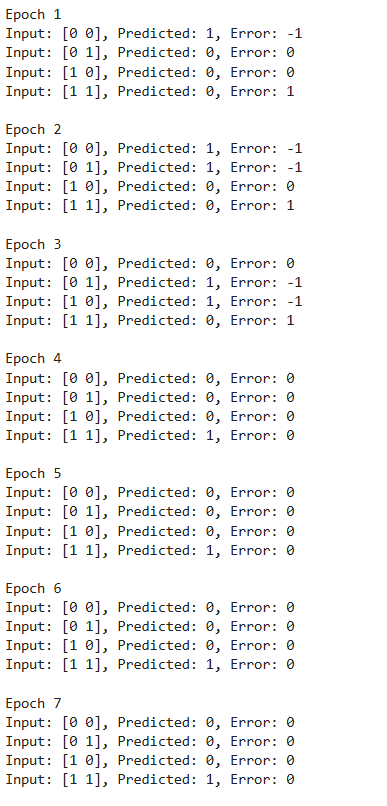 Epoch 1
Input: [0 0], Predicted: 1, Error: -1
Input: [0 1], Predicted: 0, Error: 0
Input: [1 0], Predicted: 0, Error: 0
Input: [1 1], Predicted: 0, Error: 1

Epoch 2
Input: [0 0], Predicted: 1, Error: -1
Input: [0 1], Predicted: 1, Error: -1
Input: [1 0], Predicted: 0, Error: 0
Input: [1 1], Predicted: 0, Error: 1

Epoch 3
Input: [0 0], Predicted: 0, Error: 0
Input: [0 1], Predicted: 1, Error: -1
Input: [1 0], Predicted: 1, Error: -1
Input: [1 1], Predicted: 0, Error: 1

Epoch 4
Input: [0 0], Predicted: 0, Error: 0
Input: [0 1], Predicted: 0, Error: 0
Input: [1 0], Predicted: 0, Error: 0
Input: [1 1], Predicted: 1, Error: 0

Epoch 5
Input: [0 0], Predicted: 0, Error: 0
Input: [0 1], Predicted: 0, Error: 0
Input: [1 0], Predicted: 0, Error: 0
Input: [1 1], Predicted: 1, Error: 0

Epoch 6
Input: [0 0], Predicted: 0, Error: 0
Input: [0 1], Predicted: 0, Error: 0
Input: [1 0], Predicted: 0, Error: 0
Input: [1 1], Predicted: 1, Error: 0

Epoch 7
Input: [0 0], Predicted: 0, Error: 0
Input: [0 1], Predicted: 0, Error: 0
Input: [1 0], Predicted: 0, Error: 0
Input: [1 1], Predicted: 1, Error: 0